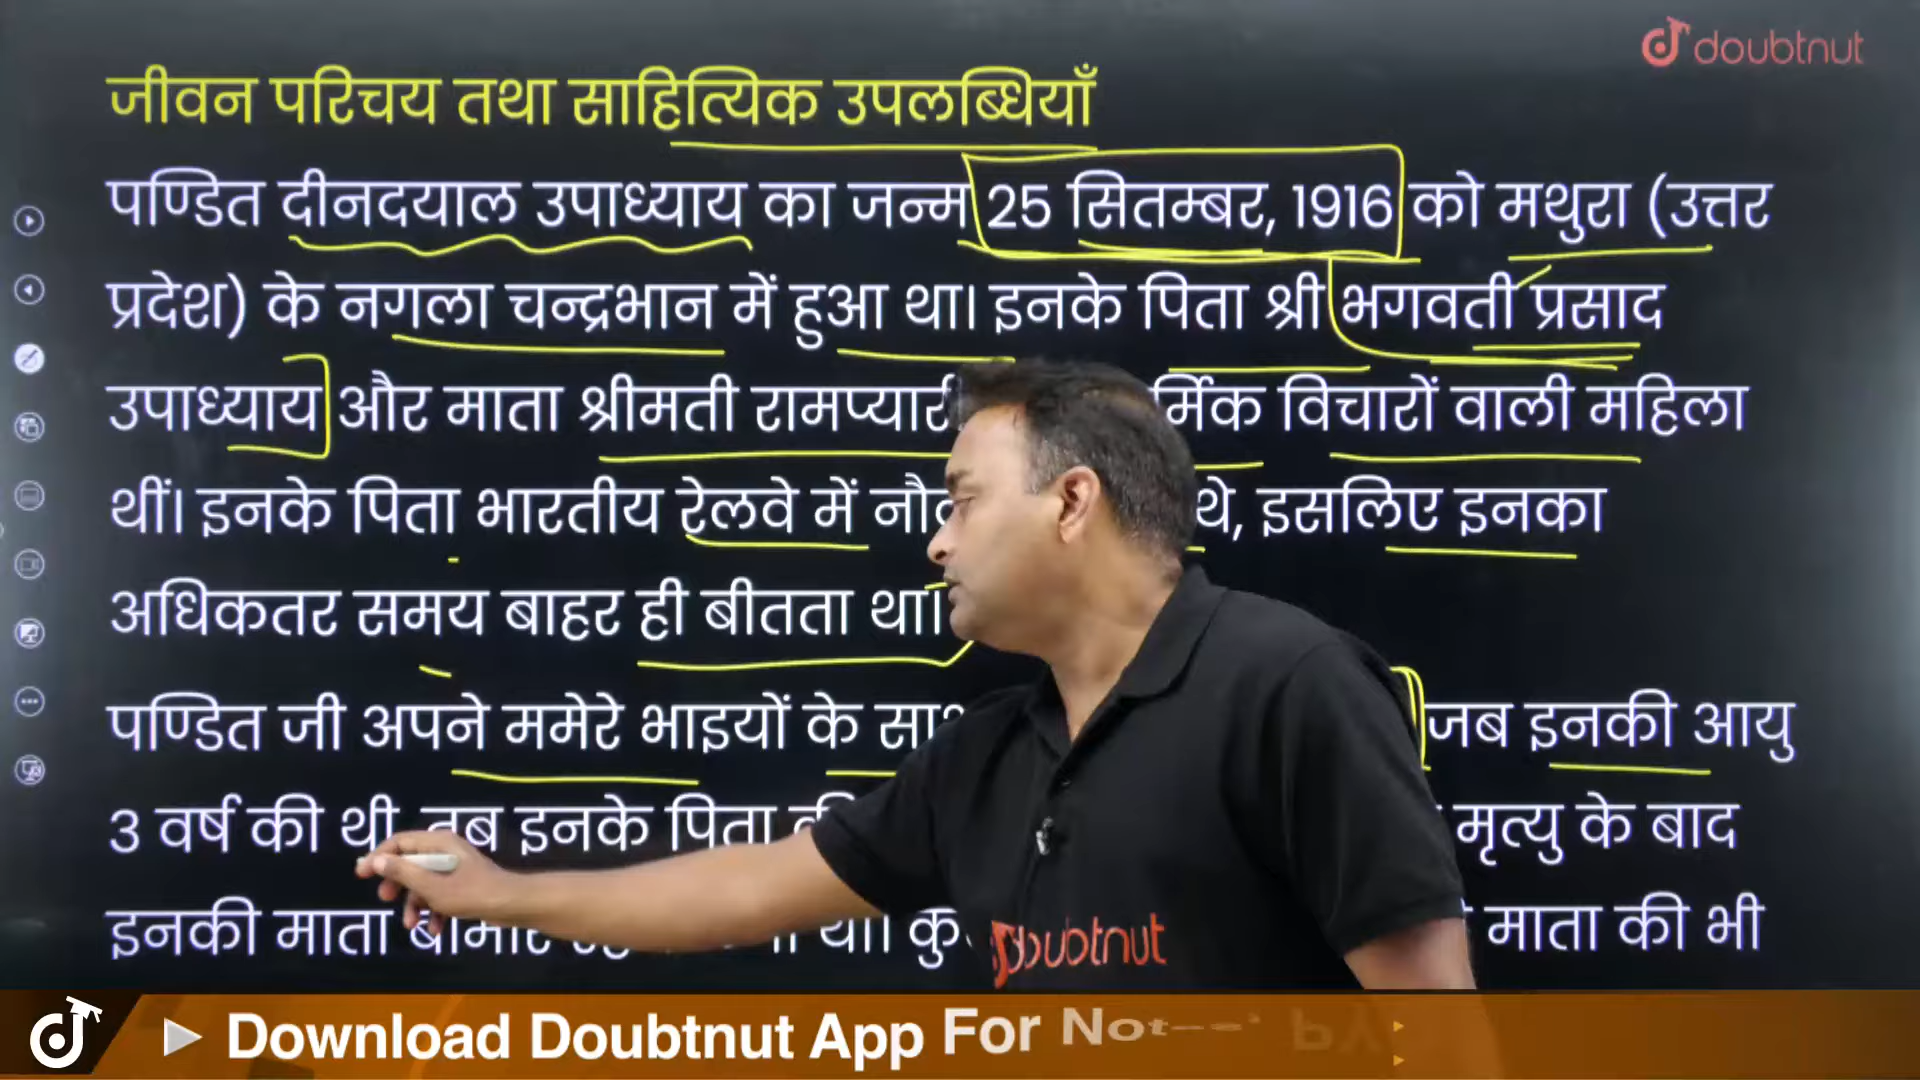 doubtnut
जीवन परिचय तथा साहित्यिक उपलब्धियाँ
पण्डित दीनदयाल उपाध्याय का जन्म 25 सितम्बर, 1916 को मथुरा (उत्तर
प्रदेश) के नगला चन्द्रभान में हुआ था। इनके पिता श्री भगवती प्रसाद
उपाध्याय और माता श्रीमती विचारों वाली महिला
थीं। इनके पिता भारतीय रेलवे में थे, इसलिए इनका
अधिकतर समय बाहर ही बीतता था।
पण्डित जी अपने ममेरे भाइयों के जब इनकी आयु
3 वर्ष की थी तब इनके पिता मृत्यु के बाद
इनकी माता माता की भी
doubtnut
Download Doubtnut App For